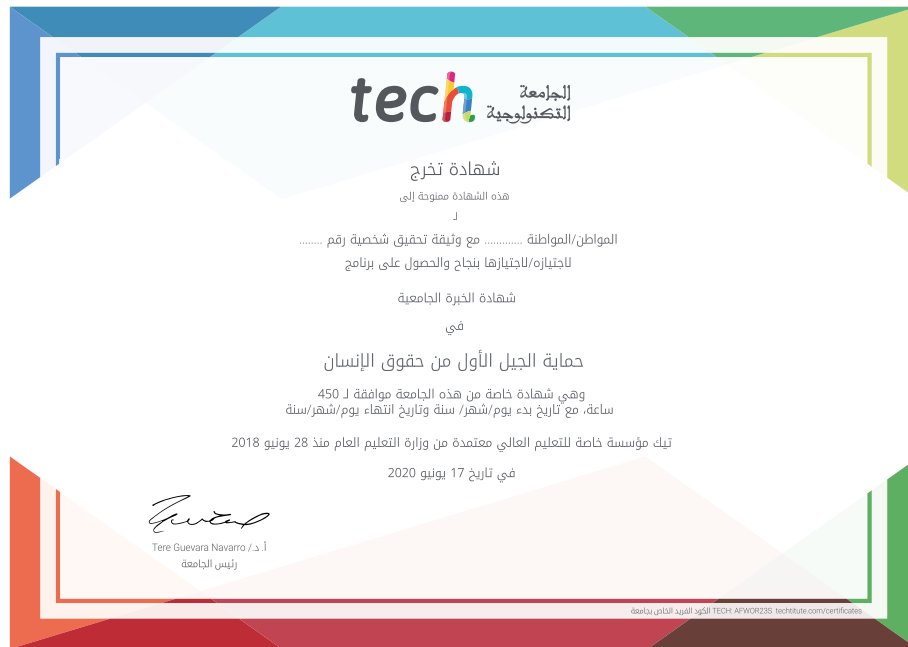 tech
الجامعة
التكنولوجية
شهادة تخرج
هذه الشهادة ممنوحة إلى
لـ
المواطن/المواطنة ............ مع وثيقة تحقيق شخصية رقم ........
لاجتيازه/لاجتيازها بنجاح والحصول على برنامج
شهادة الخبرة الجامعية
في
حماية الجيل الأول من حقوق الإنسان
وهي شهادة خاصة من هذه الجامعة موافقة لـ 450
ساعة، مع تاريخ بدء يوم/شهر/ سنة وتاريخ انتهاء يوم/شهر/سنة
تيك مؤسسة خاصة للتعليم العالي معتمدة من وزارة التعليم العام منذ 28 يونيو 2018
في تاريخ 17 يونيو 2020
أ. د./ Tere Guevara Navarro
رئيس الجامعة
الكود الفريد الخاص بجامعة TECH: AFWOR23S techtitute.com/certificates